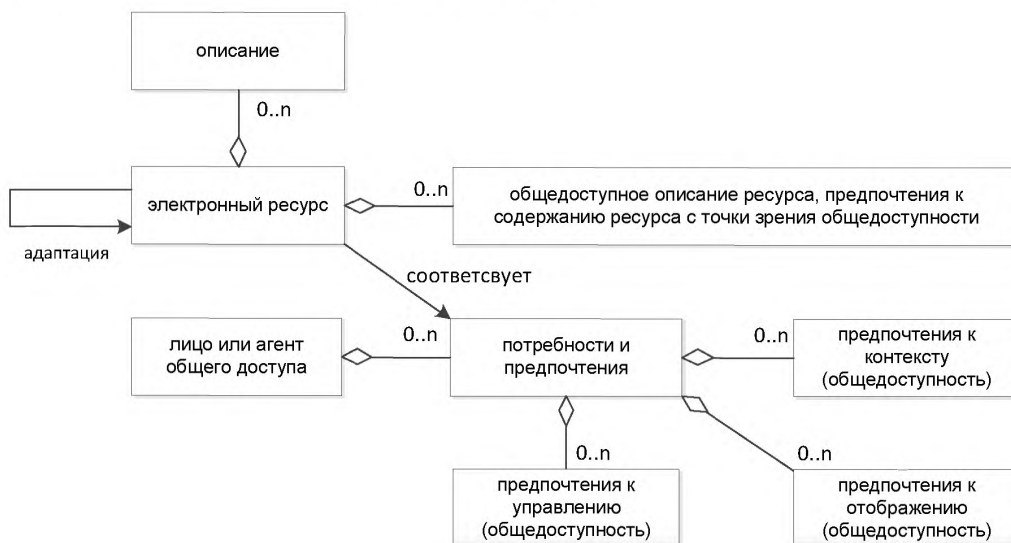 описание
0..n
электронный ресурс
0..n
общедоступное описание ресурса, предпочтения к
содержанию ресурса с точки зрения общедоступности
адаптация
соответсвует
лицо или агент
общего доступа
0..n
потребности и
предпочтения
0..n
предпочтения к
контексту
(общедоступность)
0..n
предпочтения к
управлению
(общедоступность)
0..n
предпочтения к
отображению
(общедоступность)